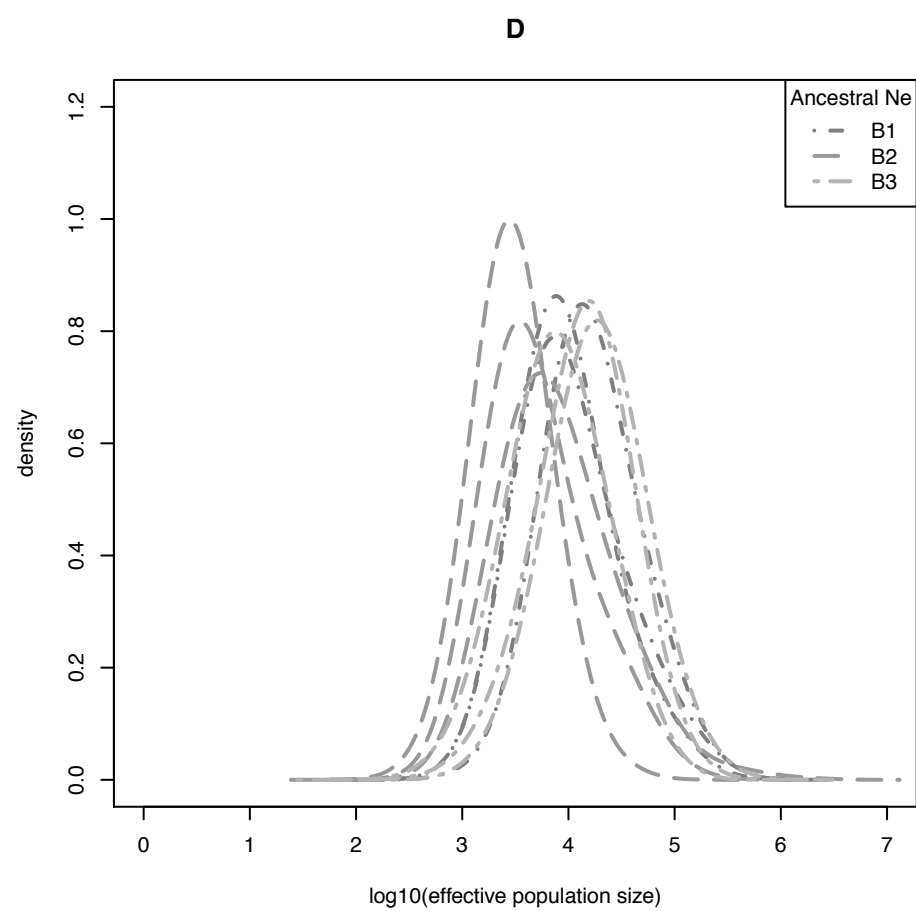 D
Ancestral Ne
B1
B2
B3
1.2
1.0
0.8
0.6
0.4
0.2
0.0
density
0 1 2 3 4 5 6 7
log10(effective population size)